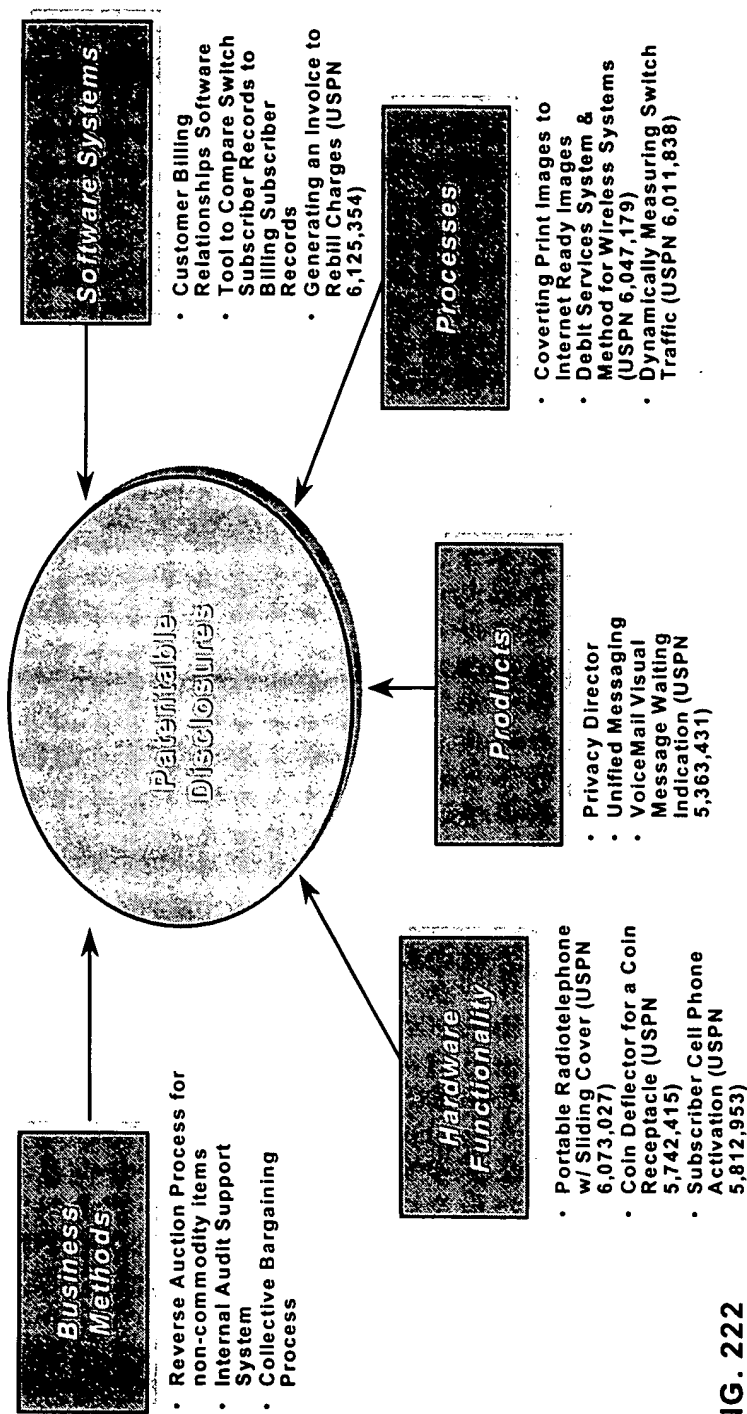 Patentable
Disclosures
Business
Methods
• Reverse Auction Process for
non-commodity items
• Internal Audit Support
System
• Collective Bargaining
Process
Hardware
Functionality
• Portable Radiotelephone
w/ Sliding Cover (USPN
6,073,027)
• Coin Deflector for a Coin
Receptacle (USPN
5,742,415)
• Subscriber Cell Phone
Activation (USPN
5,812,953)
Products
• Privacy Director
• Unified Messaging
• VoiceMail Visual
Message Waiting
Indication (USPN
5,363,431)
Processes
• Coverting Print Images to
Internet Ready Images
• Debit Services System &
Method for Wireless Systems
(USPN 6,047,179)
• Dynamically Measuring Switch
Traffic (USPN 6,011,838)
Software Systems
• Customer Billing
Relationships Software
• Tool to Compare Switch
Subscriber Records to
Billing Subscriber
Records
• Generating an Invoice to
Rebill Charges (USPN
6,125,354)
IG. 222